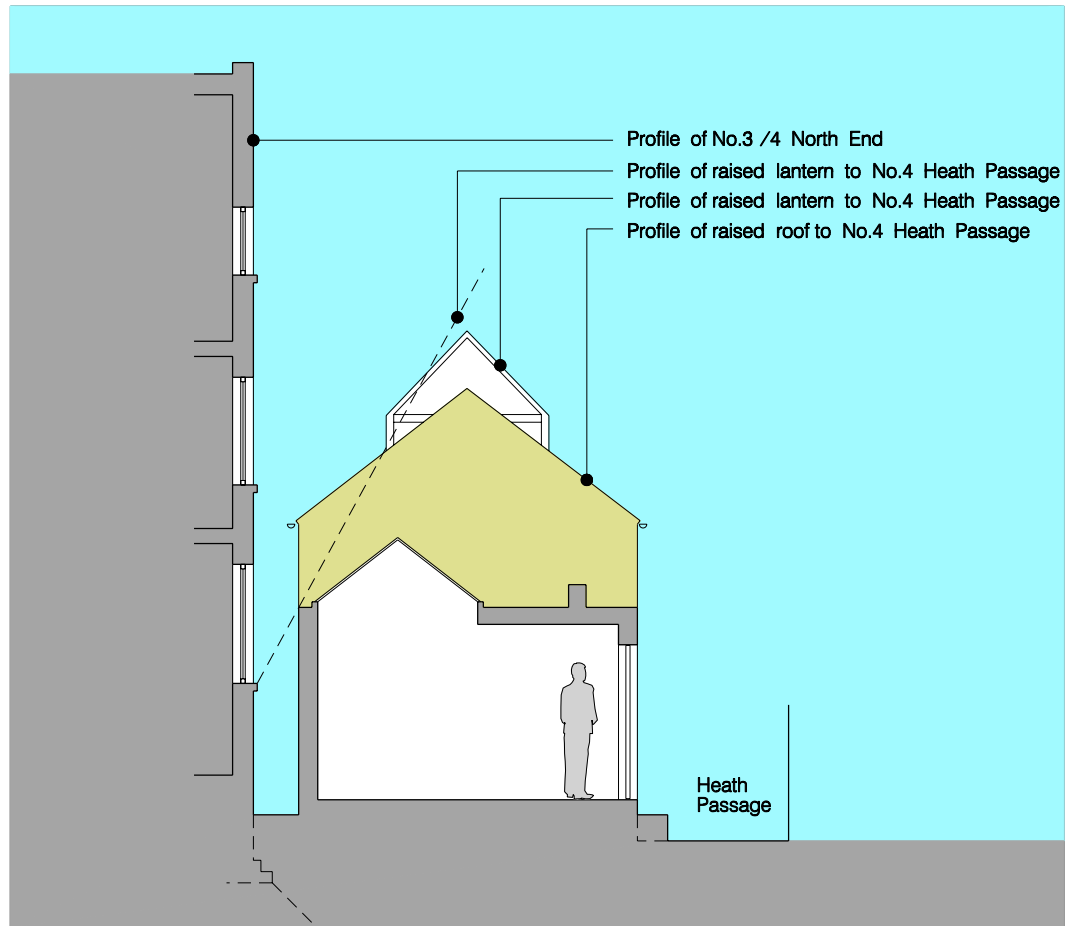 Profile of No.3 /4 North End
Profile of raised lantern to No.4 Heath Passage
Profile of raised lantern to No.4 Heath Passage
Profile of raised roof to No.4 Heath Passage
Heath
Passage